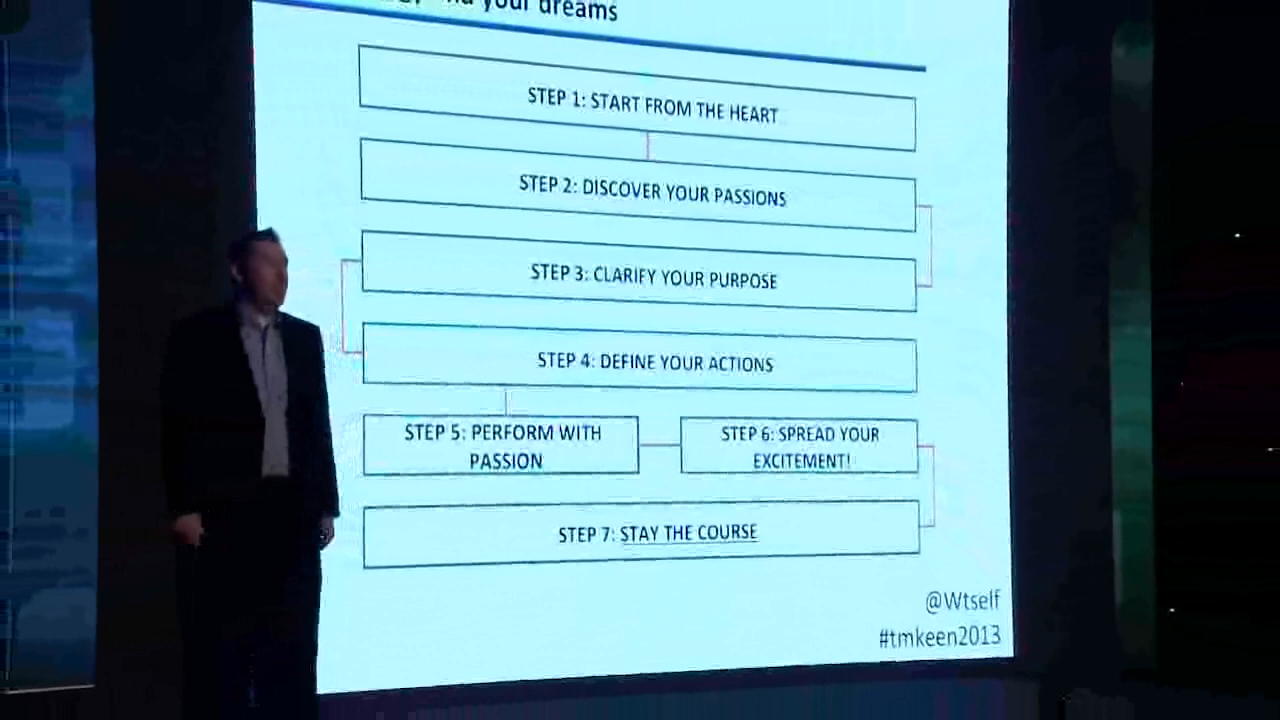 your dreams
STEP 1: START FROM THE HEART
STEP 2: DISCOVER YOUR PASSIONS
STEP 3: CLARIFY YOUR PURPOSE
STEP 4: DEFINE YOUR ACTIONS
STEP 5: PERFORM WITH
PASSION
STEP 6: SPREAD YOUR
EXCITEMENT!
STEP 7: STAY THE COURSE
@Wtself
#tmkeen2013